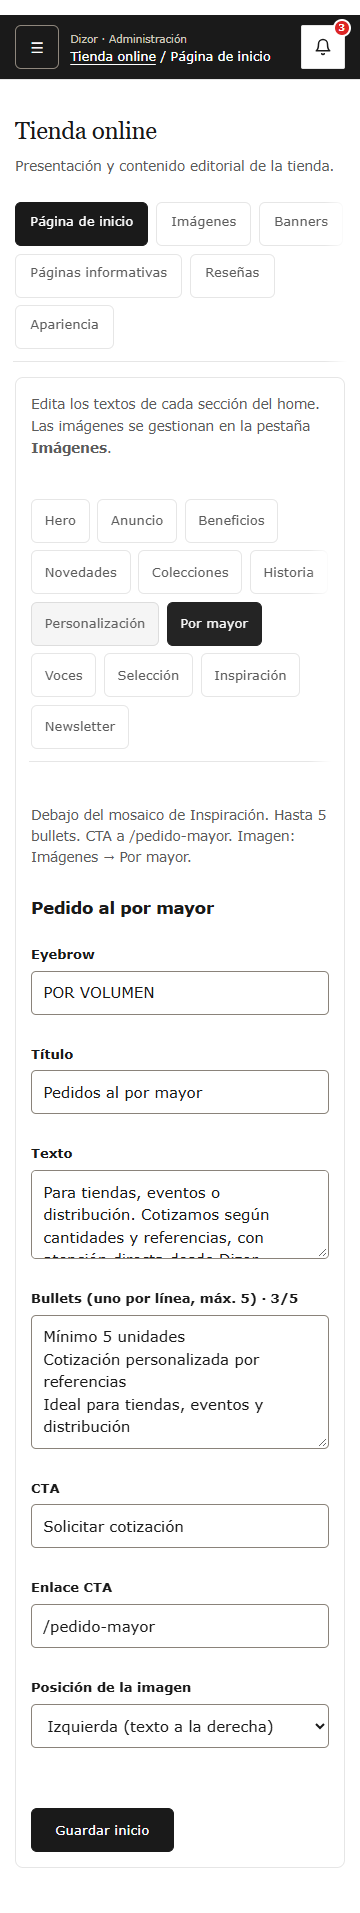 ☰
Dizor · Administración
Tienda online / Página de inicio
3
Tienda online
Presentación y contenido editorial de la tienda.
Página de inicio
Imágenes
Banners
Páginas informativas
Reseñas
Apariencia
Edita los textos de cada sección del home.
Las imágenes se gestionan en la pestaña
Imágenes.
Hero
Anuncio
Beneficios
Novedades
Colecciones
Historia
Personalización
Por mayor
Voces
Selección
Inspiración
Newsletter
Debajo del mosaico de Inspiración. Hasta 5
bullets. CTA a /pedido-mayor. Imagen:
Imágenes → Por mayor.
Pedido al por mayor
Eyebrow
POR VOLUMEN
Título
Pedidos al por mayor
Texto
Para tiendas, eventos o
distribución. Cotizamos según
cantidades y referencias, con
atención directa desde Dizor
Bullets (uno por línea, máx. 5) · 3/5
Mínimo 5 unidades
Cotización personalizada por
referencias
Ideal para tiendas, eventos y
distribución
CTA
Solicitar cotización
Enlace CTA
/pedido-mayor
Posición de la imagen
Izquierda (texto a la derecha)
Guardar inicio